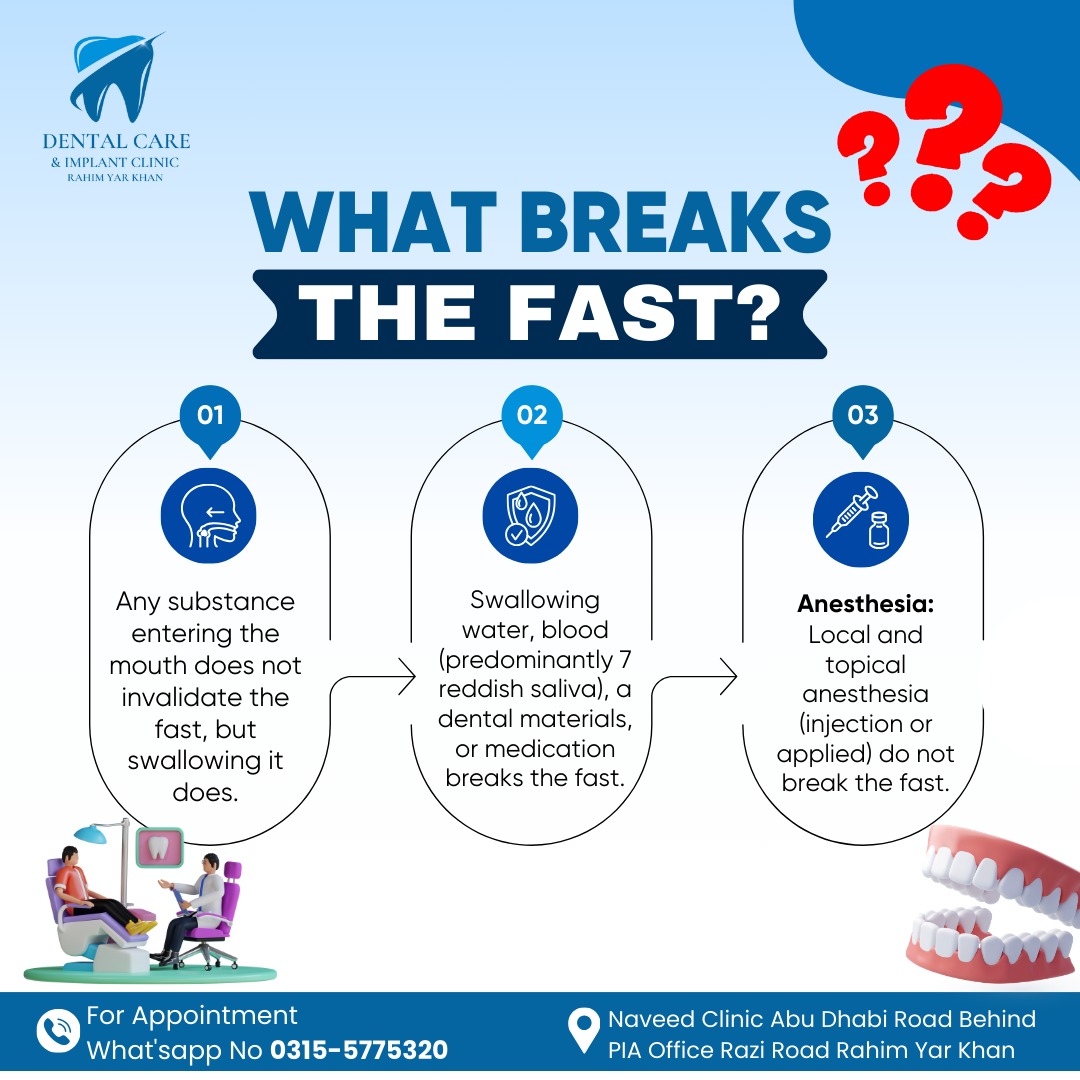 DENTAL CARE
& IMPLANT CLINIC
RAHIM YAR KHAN
WHAT BREAKS
THE FAST?
01
Any substance
entering the
mouth does not
invalidate the
fast, but
swallowing it
does.
02
Swallowing
water, blood
(predominantly 7
reddish saliva), a
dental materials,
or medication
breaks the fast.
03
Anesthesia:
Local and
topical
anesthesia
(injection or
applied) do not
break the fast.
For Appointment
What'sapp No 0315-5775320
Naveed Clinic Abu Dhabi Road Behind
PIA Office Razi Road Rahim Yar Khan